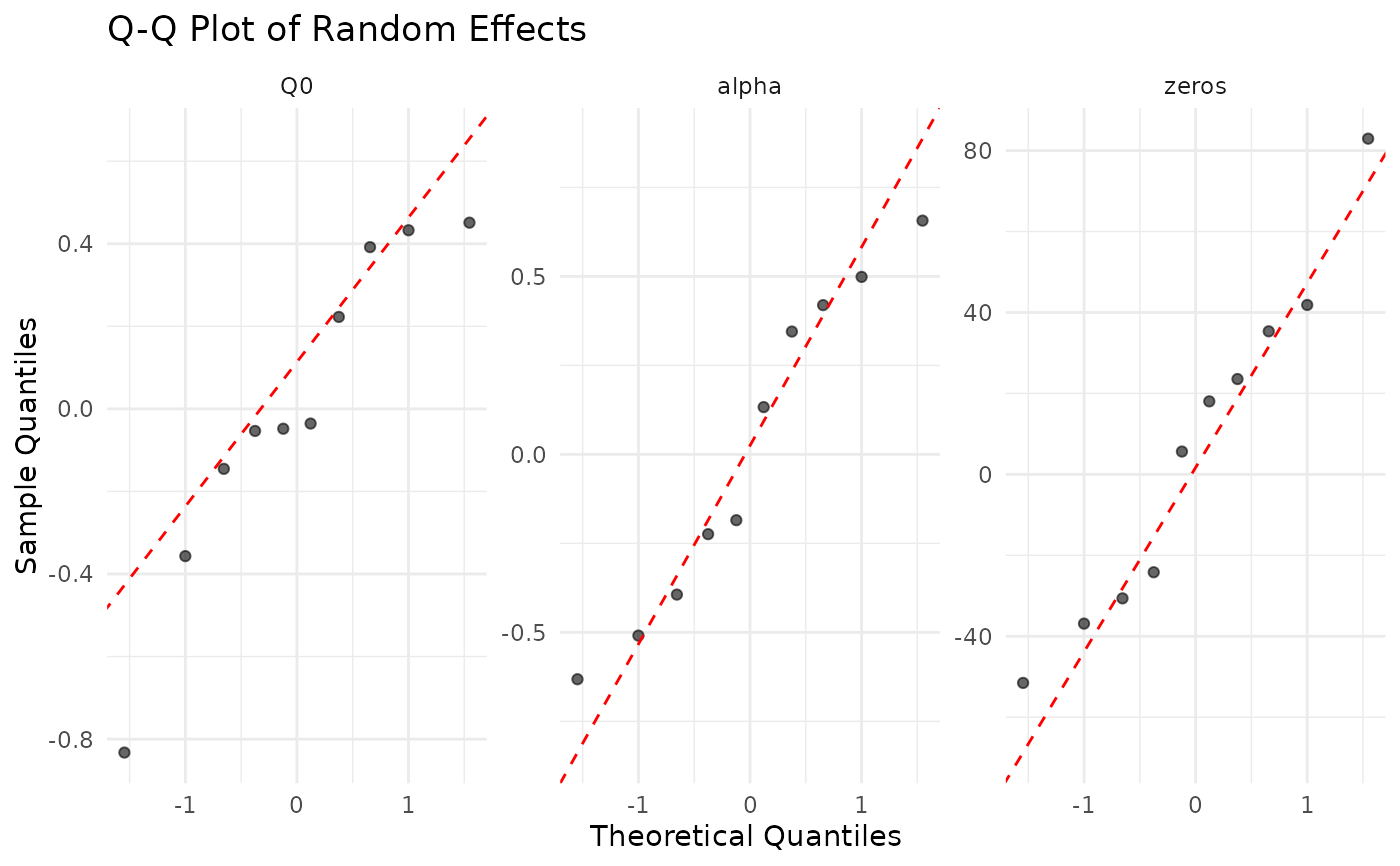 Q-Q Plot of Random Effects
Q0
alpha
zeros
Sample Quantiles
0.4
0.0
-0.4
-0.8
0.5
0.0
-0.5
80
40
0
-40
-1 0 1
-1 0 1
-1 0 1
Theoretical Quantiles